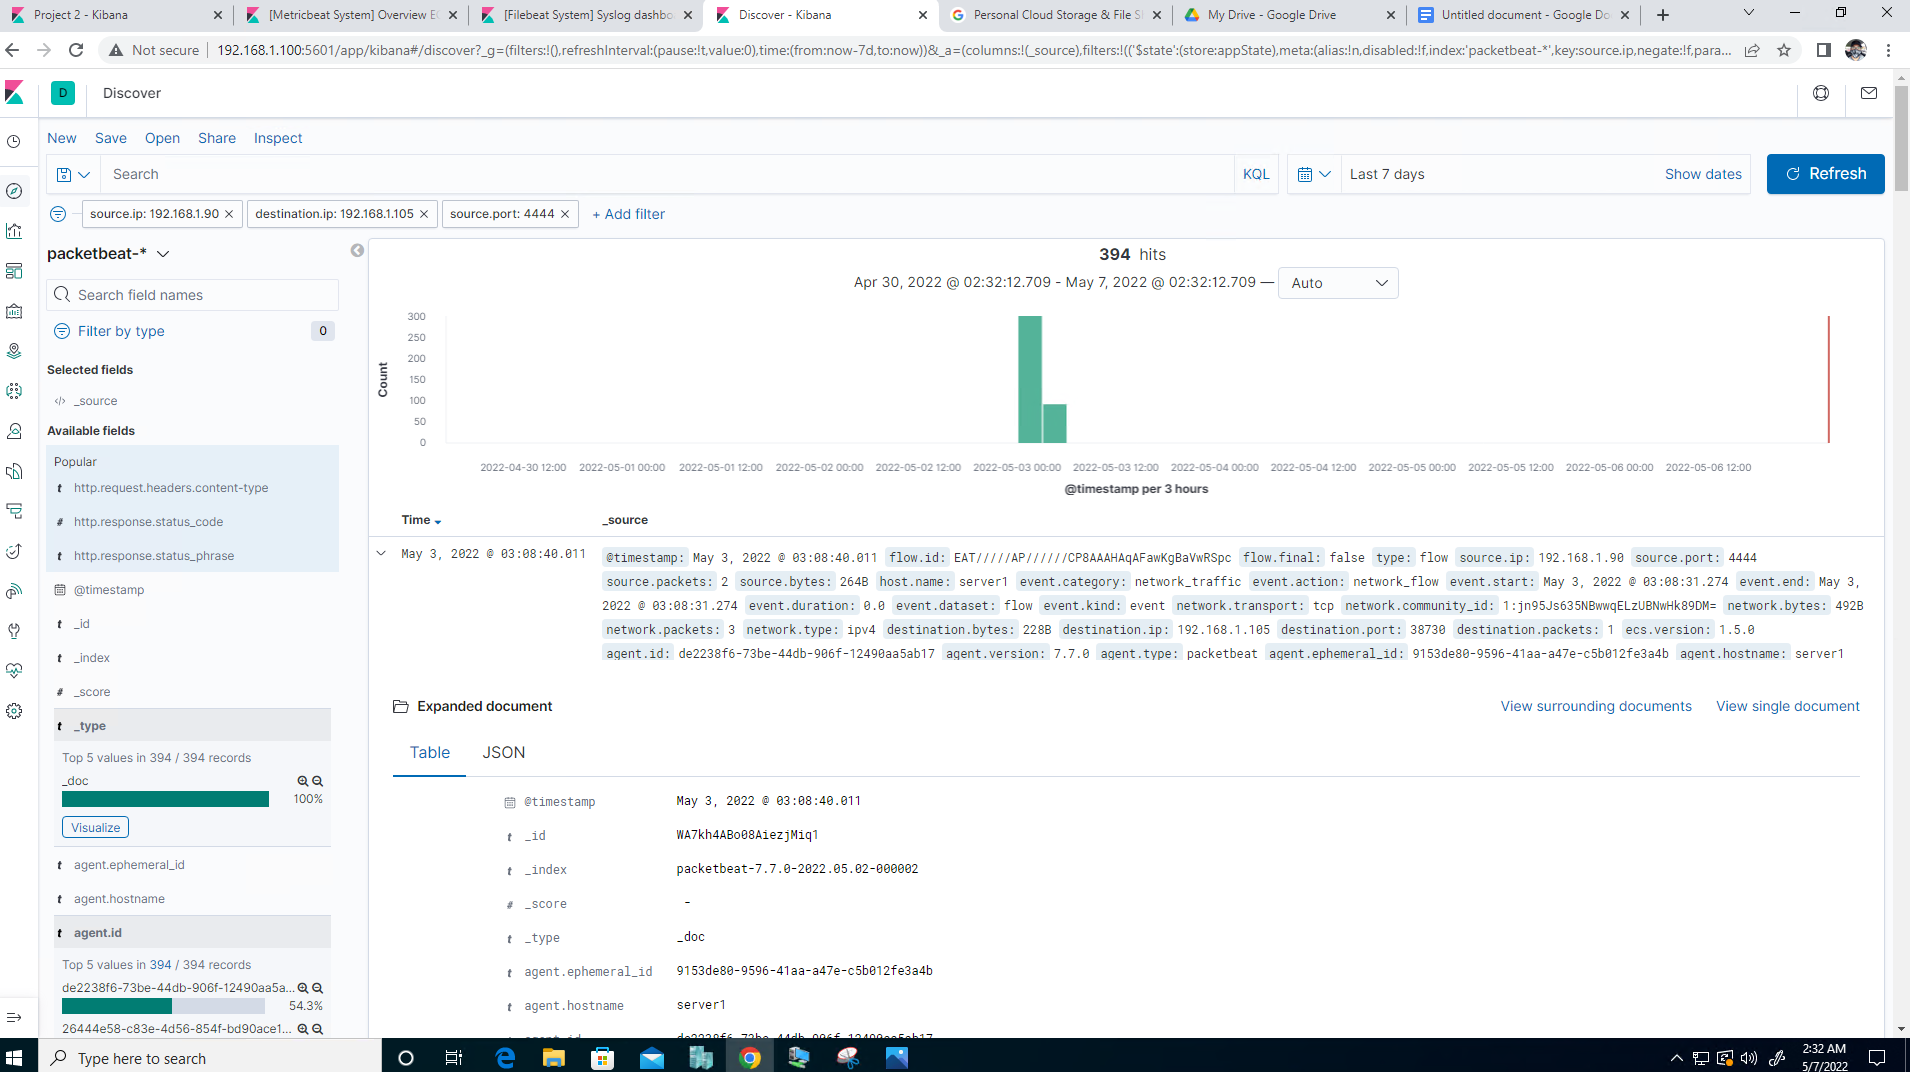 Project 2 - Kibana
[Metricbeat System] Overview EC
[Filebeat System] Syslog dashbo
Discover - Kibana
Personal Cloud Storage & File S
My Drive - Google Drive
Untitled document - Google Do
Not secure
192.168.1.100:5601/app/kibana#/discover?_g=(filters:!(),refreshInterval:(pause:!t,value:0),time:(from:now-7d,to:now))&_a=(columns:!(_source),filters:!(('$state':(store:appState),meta:(alias:!n,disabled:!f,index:'packetbeat-*',key:source.ip,negate:!f,para...
D
Discover
New Save Open Share Inspect
Search
KQL
Last 7 days
Show dates
Refresh
source.ip: 192.168.1.90
destination.ip: 192.168.1.105
source.port: 4444
+ Add filter
packetbeat-*
Search field names
Filter by type
0
Selected fields
_source
Available fields
Popular
t http.request.headers.content-type
# http.response.status_code
t http.response.status_phrase
@timestamp
t _id
t _index
# _score
t _type
Top 5 values in 394 / 394 records
_doc
100%
Visualize
t agent.ephemeral_id
t agent.hostname
t agent.id
Top 5 values in 394 / 394 records
de2238f6-73be-44db-906f-12490aa5a...
54.3%
26444e58-c83e-4d56-854f-bd90ace1...
394 hits
Apr 30, 2022 @ 02:32:12.709 - May 7, 2022 @ 02:32:12.709 —
Auto
Count
300
250
200
150
100
50
0
2022-04-30 12:00 2022-05-01 00:00 2022-05-01 12:00 2022-05-02 00:00 2022-05-02 12:00 2022-05-03 00:00 2022-05-03 12:00 2022-05-04 00:00 2022-05-04 12:00 2022-05-05 00:00 2022-05-05 12:00 2022-05-06 00:00 2022-05-06 12:00
@timestamp per 3 hours
Time _source
May 3, 2022 @ 03:08:40.011
@timestamp: May 3, 2022 @ 03:08:40.011 flow.id: EAT/////AP//////CP8AAAHAqAFawKgBaVwRSpc flow.final: false type: flow source.ip: 192.168.1.90 source.port: 4444
source.packets: 2 source.bytes: 264B host.name: server1 event.category: network_traffic event.action: network_flow event.start: May 3, 2022 @ 03:08:31.274 event.end: May 3,
2022 @ 03:08:31.274 event.duration: 0.0 event.dataset: flow event.kind: event network.transport: tcp network.community_id: 1:jn95Js635NBwwqELzUBNwHk89DM= network.bytes: 492B
network.packets: 3 network.type: ipv4 destination.bytes: 228B destination.ip: 192.168.1.105 destination.port: 38730 destination.packets: 1 ecs.version: 1.5.0
agent.id: de2238f6-73be-44db-906f-12490aa5ab17 agent.version: 7.7.0 agent.type: packetbeat agent.ephemeral_id: 9153de80-9596-41aa-a47e-c5b012fe3a4b agent.hostname: server1
Expanded document
View surrounding documents
View single document
Table JSON
@timestamp May 3, 2022 @ 03:08:40.011
t _id WA7kh4ABo08AiezjMiq1
t _index packetbeat-7.7.0-2022.05.02-000002
# _score -
t _type _doc
t agent.ephemeral_id 9153de80-9596-41aa-a47e-c5b012fe3a4b
t agent.hostname server1
t agent.id de2238f6-73be-44db-906f-12490aa5ab17
Type here to search
2:32 AM
5/7/2022